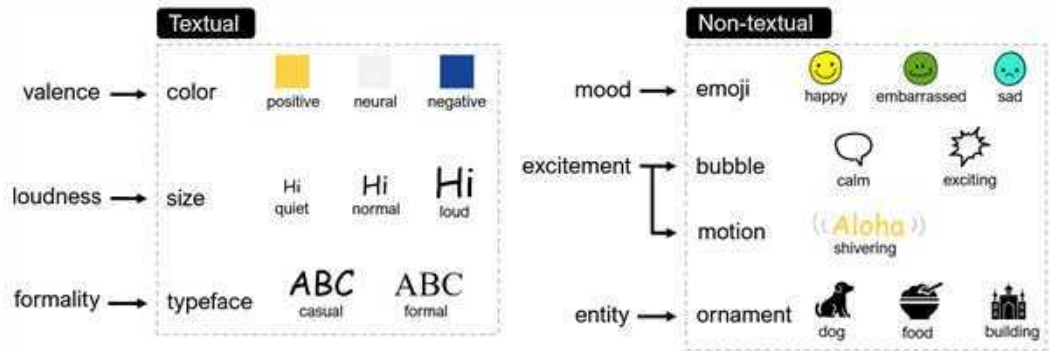 Textual
valence color
positive neural negative
loudness size
Hi Hi Hi
quiet normal loud
formality typeface
ABC ABC
casual formal
Non-textual
mood emoji
happy embarrassed sad
excitement bubble
calm exciting
motion
((Aloha))
shivering
entity ornament
dog food building